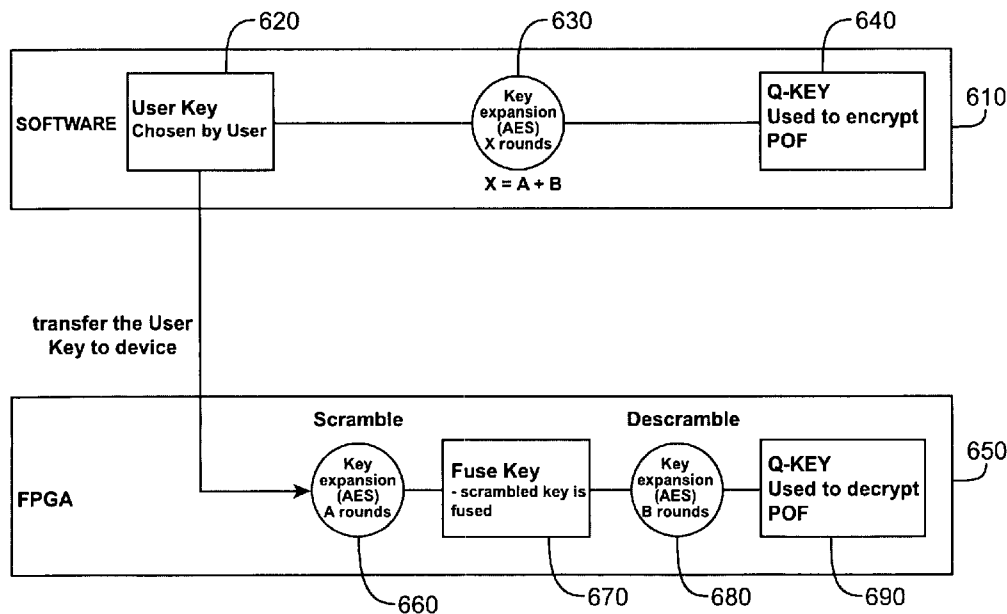 620
630
640
610
SOFTWARE
User Key
Chosen by User
Key
expansion
(AES)
X rounds
X = A + B
Q-KEY
Used to encrypt
POF
transfer the User
Key to device
Scramble
Descramble
650
FPGA
Key
expansion
(AES)
A rounds
Fuse Key
- scrambled key is
fused
Key
expansion
(AES)
B rounds
Q-KEY
Used to decrypt
POF
660
670
680
690